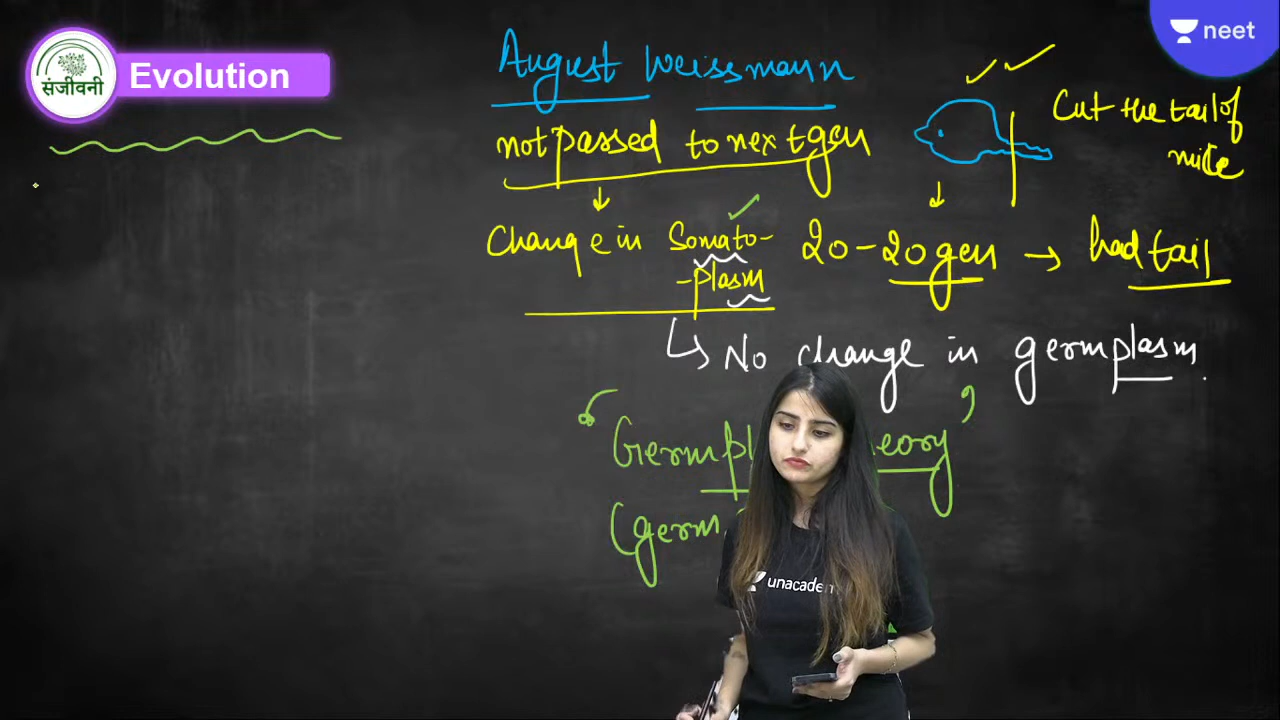 संजीवनी
Evolution
neet
August Weissmann
not passed to next gen
Cut the tail of
mice
Change in Somato-
-plasm
20-20 gen → had tail
↳ No change in germplasm.
(germ
unacadem